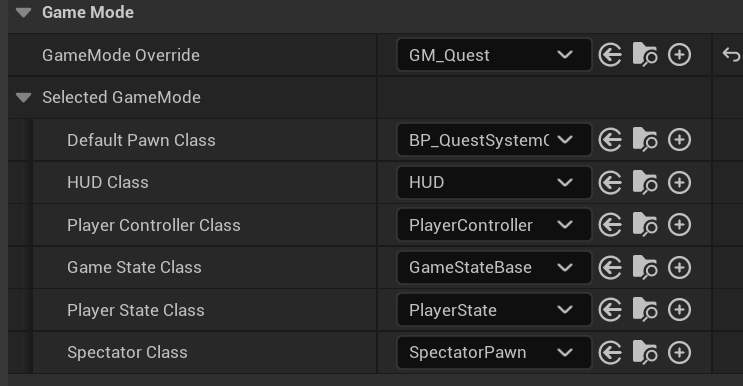 Game Mode
GameMode Override GM_Quest
Selected GameMode
Default Pawn Class BP_QuestSystemC
HUD Class HUD
Player Controller Class PlayerController
Game State Class GameStateBase
Player State Class PlayerState
Spectator Class SpectatorPawn